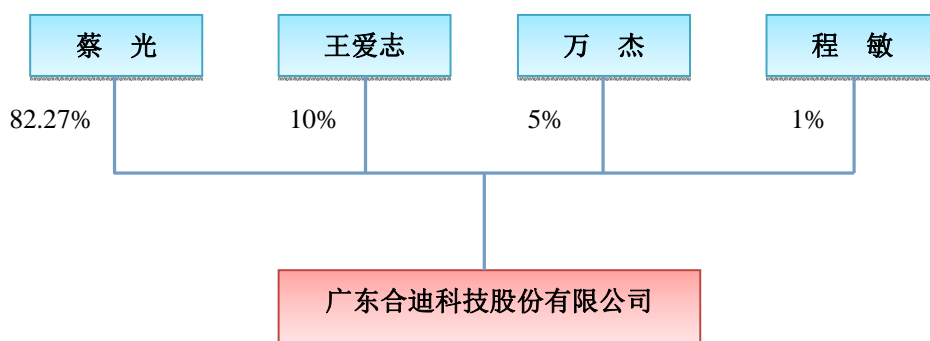 蔡 光
王爱志
万 杰
程 敏
82.27%
10%
5%
1%
广东合迪科技股份有限公司